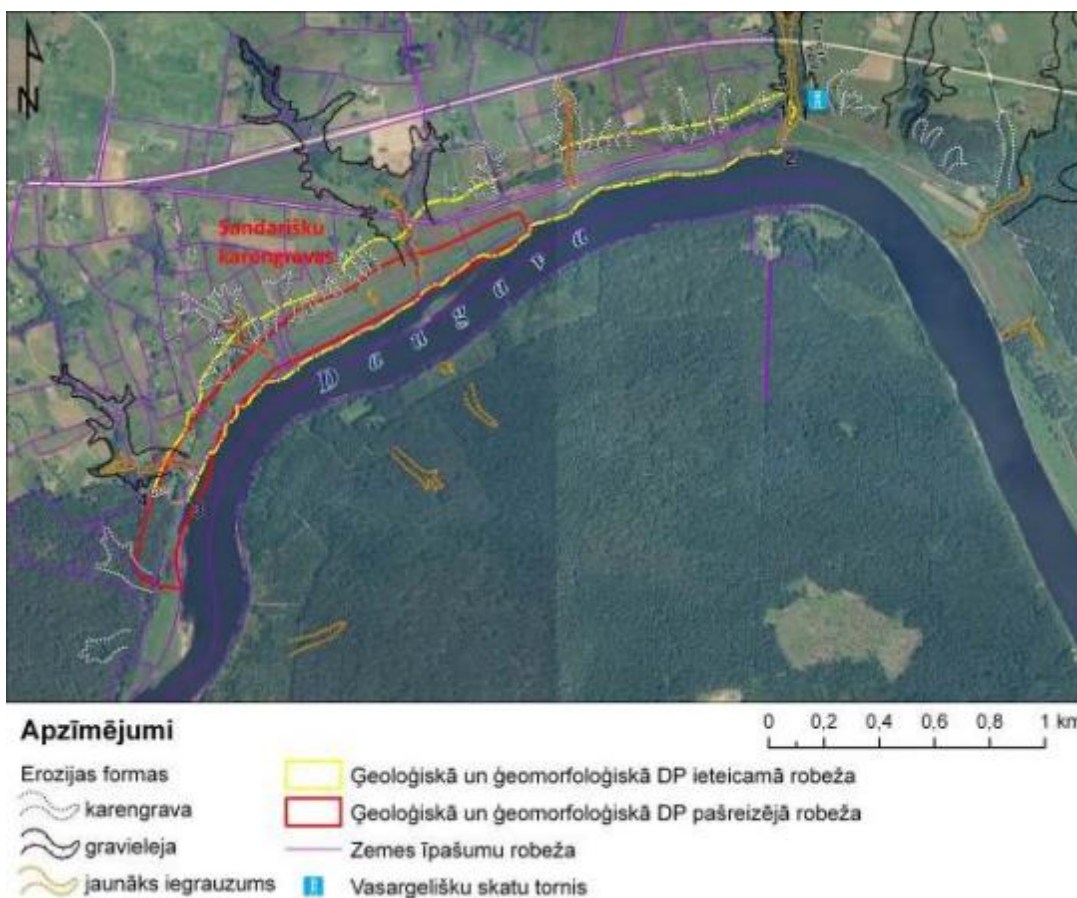 N
Sandarišku
karengravas
Daugava
Apzīmējumi
0 0,2 0,4 0,6 0,8 1 km
Erozijas formas
karengrava
gravieleja
jaunāks iegrauzums
Ģeoloģiskā un ģeomorfoloģiskā DP ieteicamā robeža
Ģeoloģiskā un ģeomorfoloģiskā DP pašreizējā robeža
Zemes īpašumu robeža
Vasargelišku skatu tornis